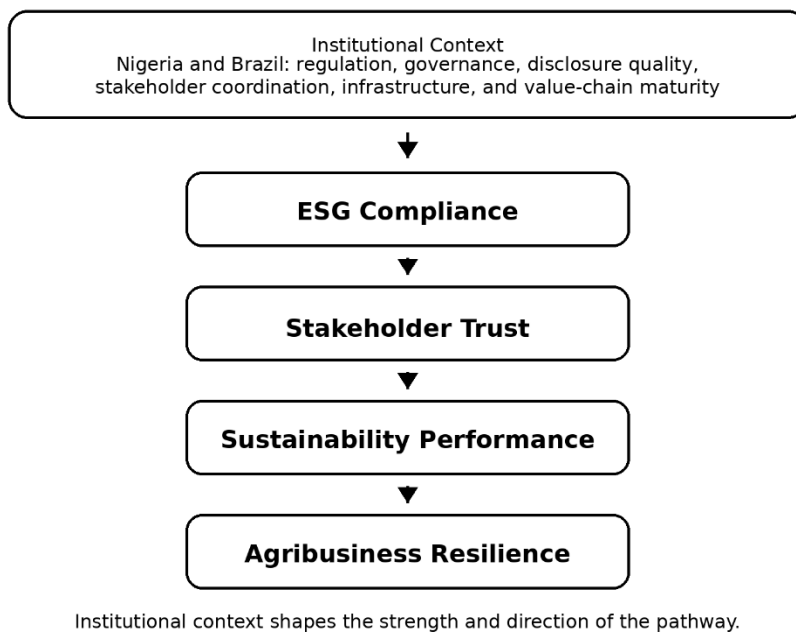 Institutional Context
Nigeria and Brazil: regulation, governance, disclosure quality,
stakeholder coordination, infrastructure, and value-chain maturity
ESG Compliance
Stakeholder Trust
Sustainability Performance
Agribusiness Resilience
Institutional context shapes the strength and direction of the pathway.